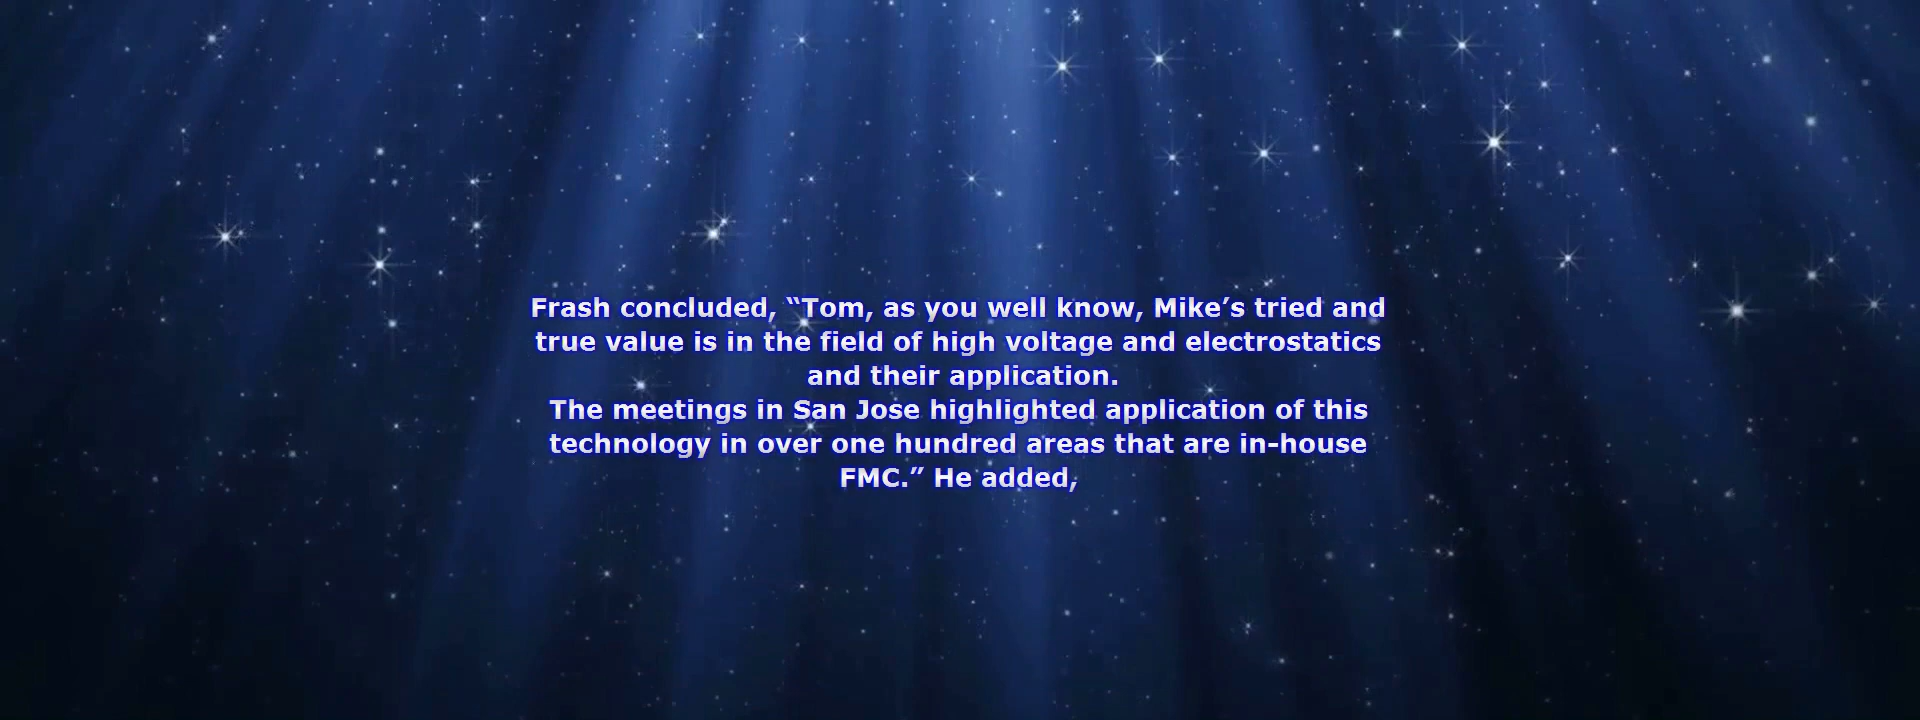 Frash concluded, “Tom, as you well know, Mike’s tried and
true value is in the field of high voltage and electrostatics
and their application.
The meetings in San Jose highlighted application of this
technology in over one hundred areas that are in-house
FMC.” He added,